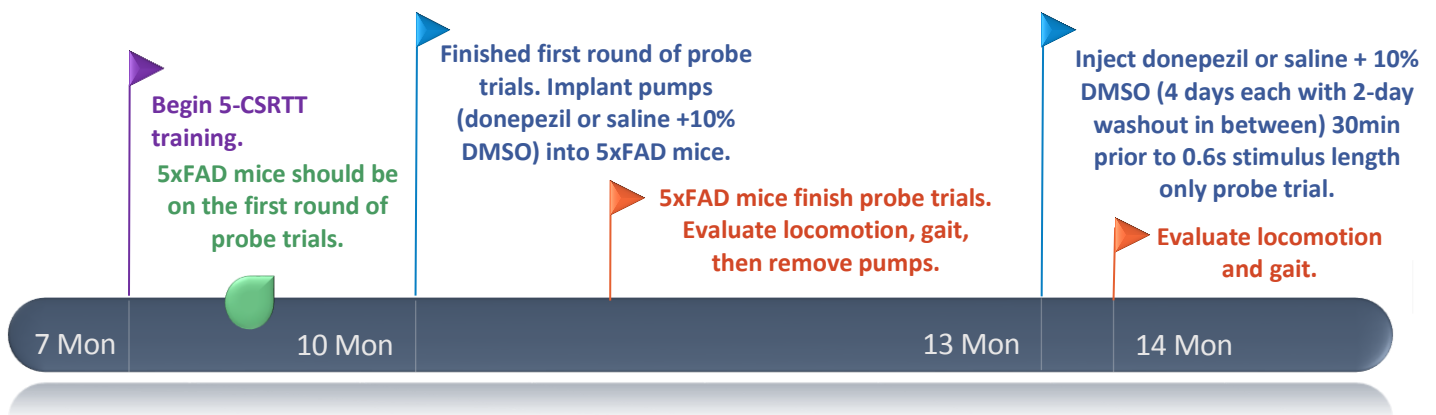 Begin 5-CSRTT
training.
5xFAD mice should be
on the first round of
probe trials.
Finished first round of probe
trials. Implant pumps
(donepezil or saline +10%
DMSO) into 5xFAD mice.
5xFAD mice finish probe trials.
Evaluate locomotion, gait,
then remove pumps.
Inject donepezil or saline + 10%
DMSO (4 days each with 2-day
washout in between) 30min
prior to 0.6s stimulus length
only probe trial.
Evaluate locomotion
and gait.
7 Mon
10 Mon
13 Mon
14 Mon